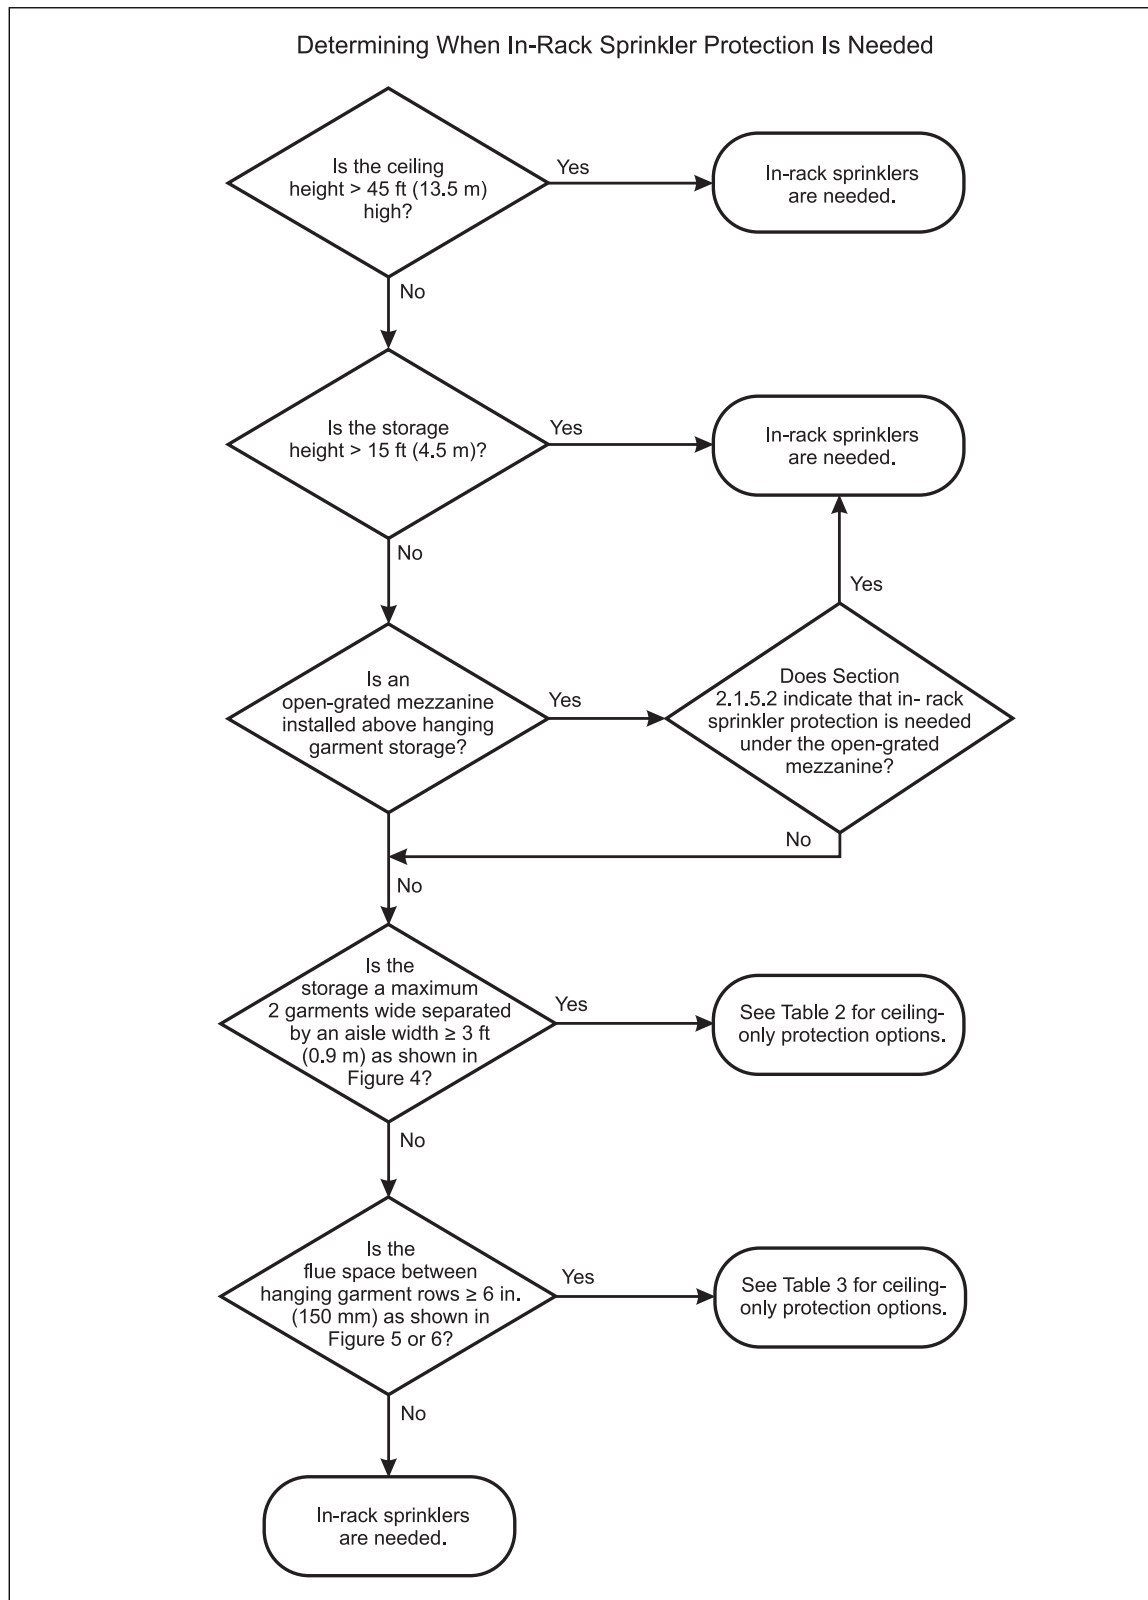 Determining When In-Rack Sprinkler Protection Is Needed
Is the ceiling
height > 45 ft (13.5 m)
high?
Yes
In-rack sprinklers
are needed.
No
Is the storage
height > 15 ft (4.5 m)?
Yes
In-rack sprinklers
are needed.
No
Yes
Is an
open-grated mezzanine
installed above hanging
garment storage?
Yes
Does Section
2.1.5.2 indicate that in- rack
sprinkler protection is needed
under the open-grated
mezzanine?
No
No
Is the
storage a maximum
2 garments wide separated
by an aisle width ≥ 3 ft
(0.9 m) as shown in
Figure 4?
Yes
See Table 2 for ceiling-
only protection options.
No
Is the
flue space between
hanging garment rows ≥ 6 in.
(150 mm) as shown in
Figure 5 or 6?
Yes
See Table 3 for ceiling-
only protection options.
No
In-rack sprinklers
are needed.